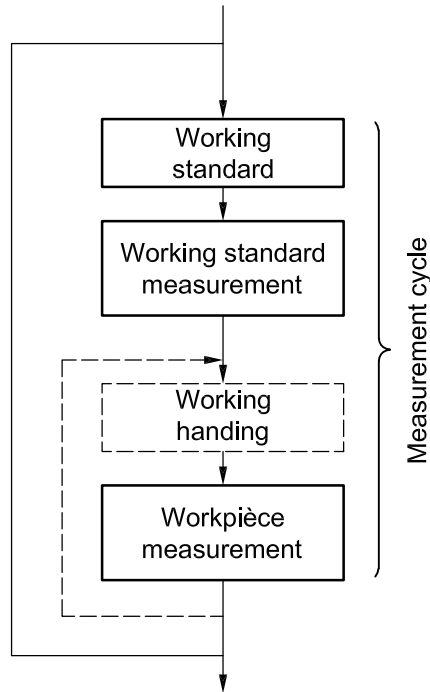 Working
standard
Working standard
measurement
Working
handing
Workpièce
measurement
Measurement cycle